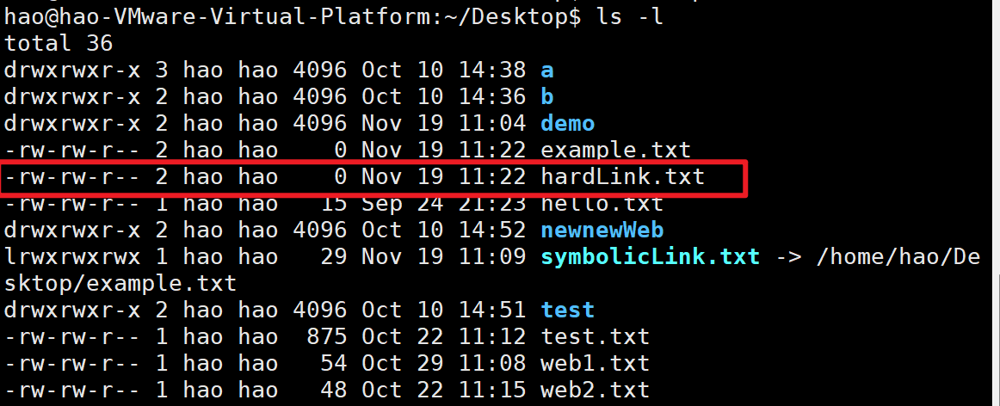 hao@hao-VMware-Virtual-Platform:~/Desktop$ ls -l
total 36
drwxrwxr-x 3 hao hao 4096 Oct 10 14:38 a
drwxrwxr-x 2 hao hao 4096 Oct 10 14:36 b
drwxrwxr-x 2 hao hao 4096 Nov 19 11:04 demo
-rw-rw-r-- 2 hao hao    0 Nov 19 11:22 example.txt
-rw-rw-r-- 2 hao hao    0 Nov 19 11:22 hardLink.txt
-rw-rw-r-- 1 hao hao   15 Sep 24 21:23 hello.txt
drwxrwxr-x 2 hao hao 4096 Oct 10 14:52 newnewWeb
lrwxrwxrwx 1 hao hao   29 Nov 19 11:09 symbolicLink.txt -> /home/hao/De
sktop/example.txt
drwxrwxr-x 2 hao hao 4096 Oct 10 14:51 test
-rw-rw-r-- 1 hao hao  875 Oct 22 11:12 test.txt
-rw-rw-r-- 1 hao hao   54 Oct 29 11:08 web1.txt
-rw-rw-r-- 1 hao hao   48 Oct 22 11:15 web2.txt